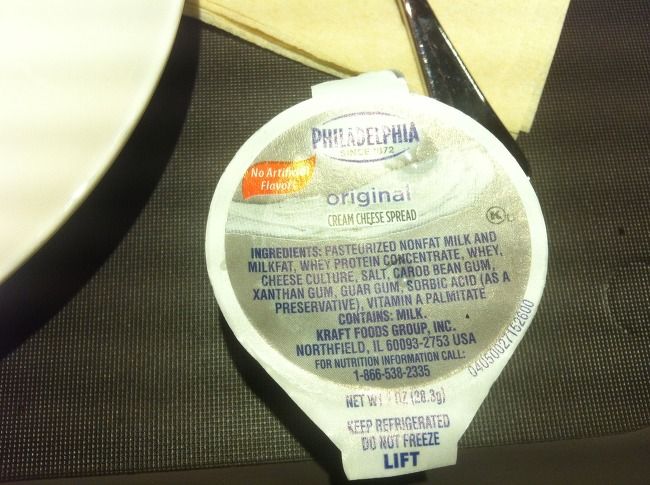 PHILADELPHIA
SINCE 1872
No Artificial
Flavors
original
CREAM CHEESE SPREAD
K
INGREDIENTS: PASTEURIZED NONFAT MILK AND
MILKFAT, WHEY PROTEIN CONCENTRATE, WHEY,
CHEESE CULTURE, SALT, CAROB BEAN GUM,
XANTHAN GUM, GUAR GUM, SORBIC ACID (AS A
PRESERVATIVE), VITAMIN A PALMITATE
CONTAINS: MILK.
KRAFT FOODS GROUP, INC.
NORTHFIELD, IL 60093-2753 USA
FOR NUTRITION INFORMATION CALL:
1-866-538-2335
04050027152600
NET WT 1 OZ (28.3g)
KEEP REFRIGERATED
DO NOT FREEZE
LIFT